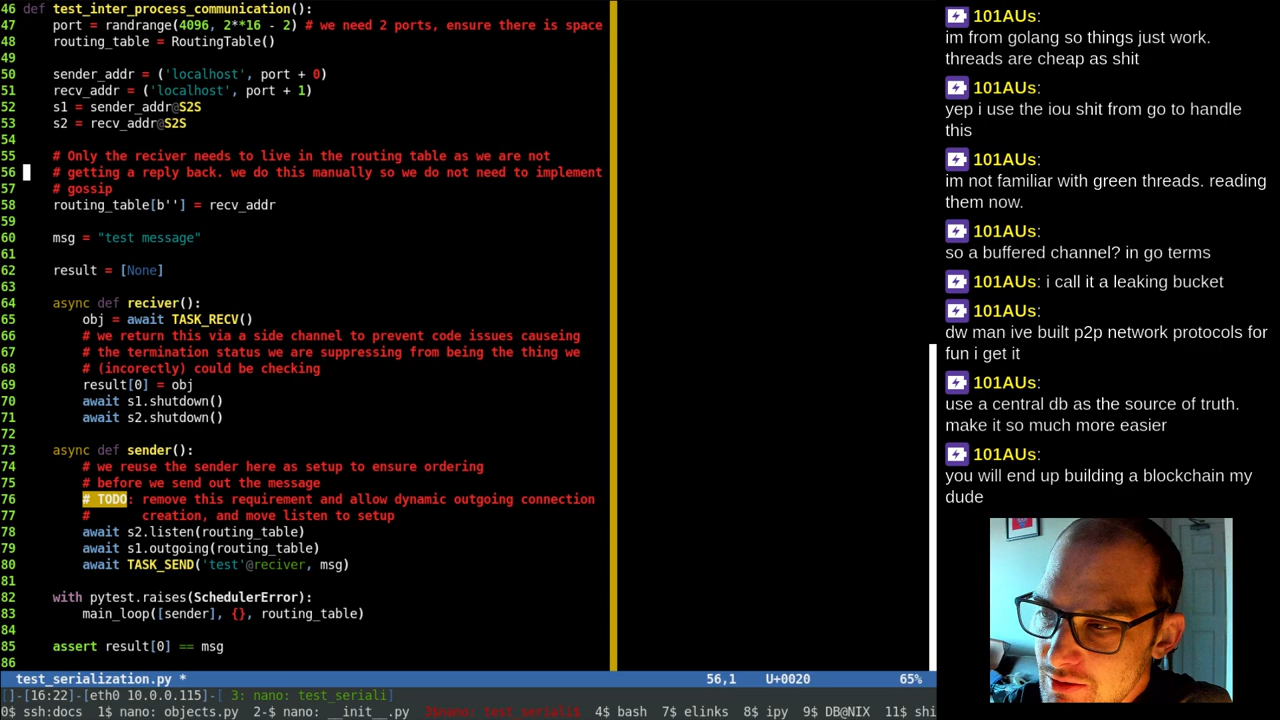 46 def test_inter_process_communication():
47     port = randrange(4096, 2**16 - 2) # we need 2 ports, ensure there is space
48     routing_table = RoutingTable()
49
50     sender_addr = ('localhost', port + 0)
51     recv_addr = ('localhost', port + 1)
52     s1 = sender_addr@S2S
53     s2 = recv_addr@S2S
54
55     # Only the reciver needs to live in the routing table as we are not
56     # getting a reply back. we do this manually so we do not need to implement
57     # gossip
58     routing_table[b''] = recv_addr
59
60     msg = "test message"
61
62     result = [None]
63
64     async def reciver():
65         obj = await TASK_RECV()
66         # we return this via a side channel to prevent code issues causeing
67         # the termination status we are suppressing from being the thing we
68         # (incorectly) could be checking
69         result[0] = obj
70         await s1.shutdown()
71         await s2.shutdown()
72
73     async def sender():
74         # we reuse the sender here as setup to ensure ordering
75         # before we send out the message
76         # TODO: remove this requirement and allow dynamic outgoing connection
77         #       creation, and move listen to setup
78         await s2.listen(routing_table)
79         await s1.outgoing(routing_table)
80         await TASK_SEND('test'@reciver, msg)
81
82     with pytest.raises(SchedulerError):
83         main_loop([sender], {}, routing_table)
84
85     assert result[0] == msg
86
test_serialization.py * 56,1 U+0020 65%
[]-[16:22]-[eth0 10.0.0.115]-[ 3: nano: test_seriali]
0$ ssh:docs 1$ nano: objects.py 2-$ nano: __init__.py 3$nano: test_serials 4$ bash 7$ elinks 8$ ipy 9$ DB@NIX 11$ shi
101AUs:
im from golang so things just work.
threads are cheap as shit
101AUs:
yep i use the iou shit from go to handle
this
101AUs:
im not familiar with green threads. reading
them now.
101AUs:
so a buffered channel? in go terms
101AUs: i call it a leaking bucket
101AUs:
dw man ive built p2p network protocols for
fun i get it
101AUs:
use a central db as the source of truth.
make it so much more easier
101AUs:
you will end up building a blockchain my
dude